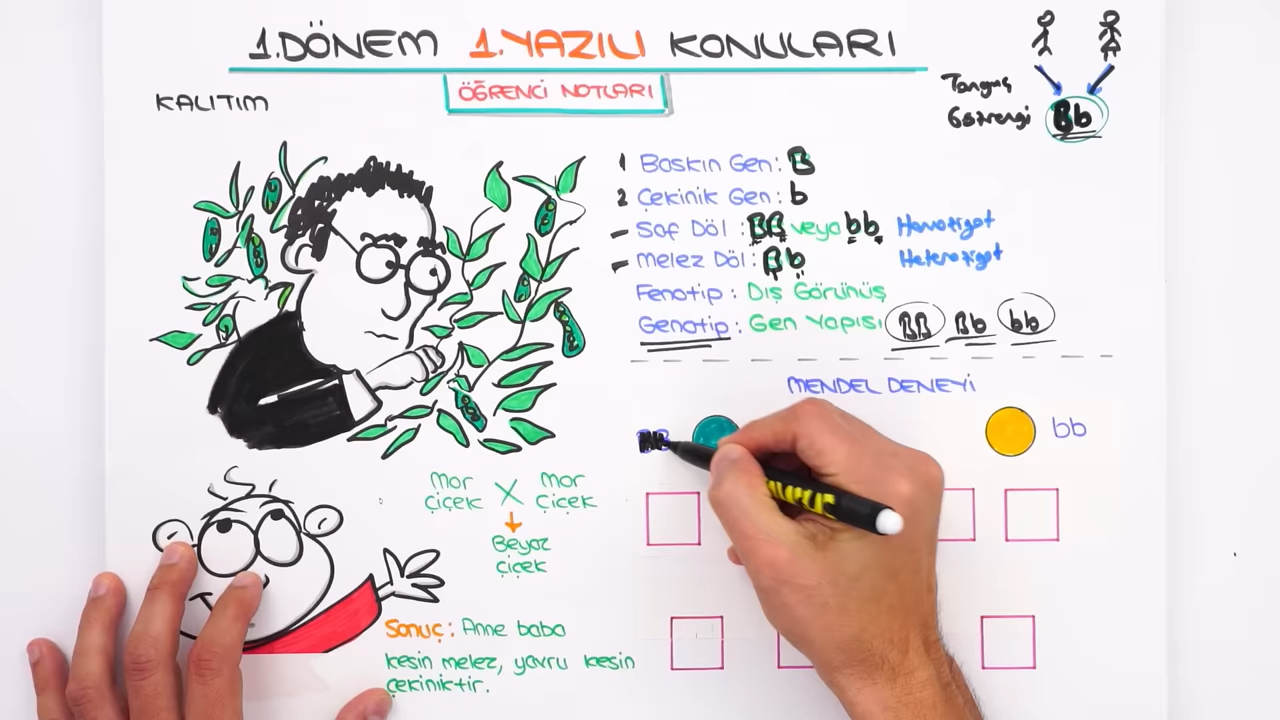 1.DÖNEM 1.YAZILI KONULARI
ÖĞRENCİ NOTLARI
KALITIM
Bb
1 Baskın Gen: B
2 Çekinik Gen: b
- Saf Döl: BB veya bb Homozigot
- Melez Döl: Bb Heterozigot
Fenotip: Dış Görünüş
Genotip: Gen Yapısı BB Bb bb
MENDEL DENEYİ
BB bb
Mor çiçek X Mor çiçek
Beyaz çiçek
Sonuç: Anne baba
kesin melez, yavru kesin
çekiniktir.